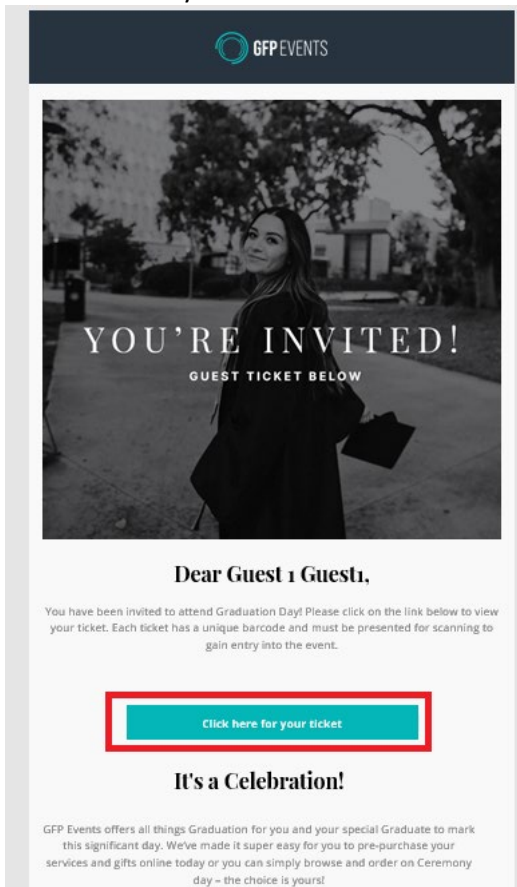 GFP EVENTS
YOU'RE INVITED!
GUEST TICKET BELOW
Dear Guest 1 Guest1,
You have been invited to attend Graduation Day! Please click on the link below to view
your ticket. Each ticket has a unique barcode and must be presented for scanning to
gain entry into the event.
Click here for your ticket
It's a Celebration!
GFP Events offers all things Graduation for you and your special Graduate to mark
this significant day. We've made it super easy for you to pre-purchase your
services and gifts online today or you can simply browse and order on Ceremony
day – the choice is yours!